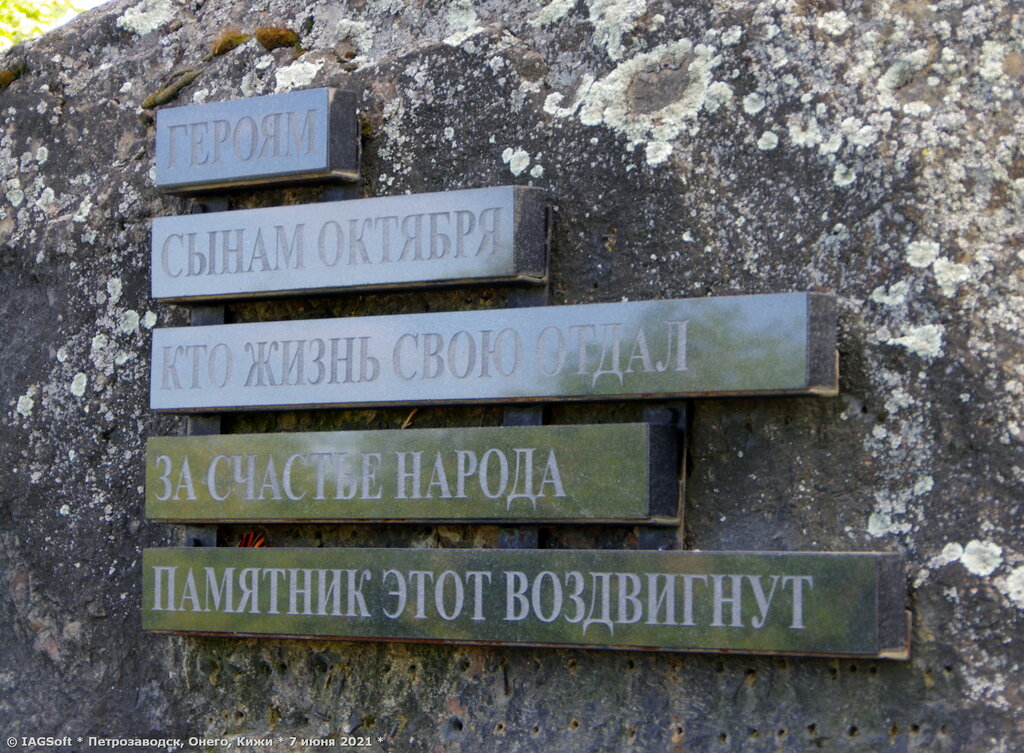 ГЕРОЯМ
СЫНАМ ОКТЯБРЯ
КТО ЖИЗНЬ СВОЮ ОТДАЛ
ЗА СЧАСТЬЕ НАРОДА
ПАМЯТНИК ЭТОТ ВОЗДВИГНУТ
© IAGSoft * Петрозаводск, Онего, Кижи * 7 июня 2021 *